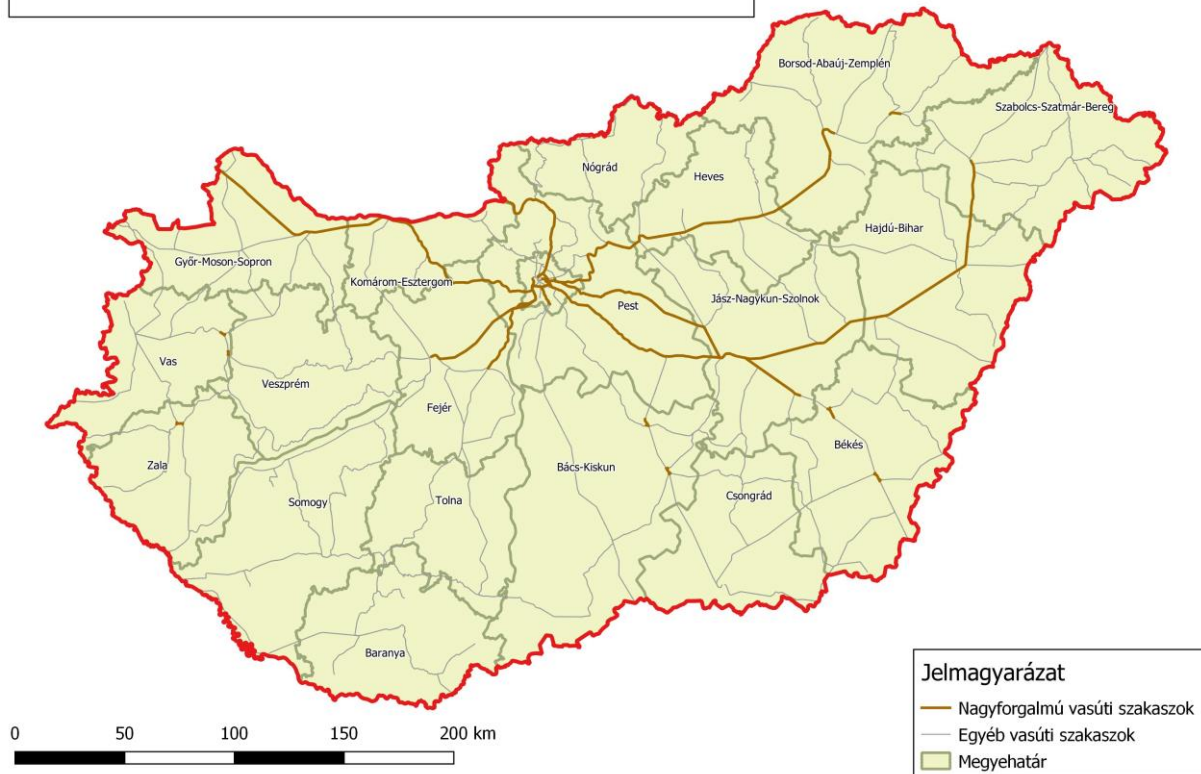 Borsod-Abaúj-Zemplén
Szabolcs-Szatmár-Bereg
Nógrád
Heves
Hajdú-Bihar
Győr-Moson-Sopron
Komárom-Esztergom
Pest
Jász-Nagykun-Szolnok
Vas
Veszprém
Fejér
Békés
Zala
Bács-Kiskun
Somogy
Tolna
Csongrád
Baranya
Jelmagyarázat
Nagyforgalmú vasúti szakaszok
Egyéb vasúti szakaszok
Megyehatár
0 50 100 150 200 km